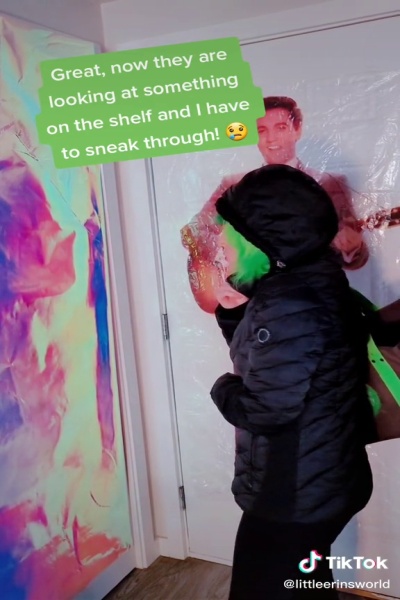 Great, now they are
looking at something
on the shelf and I have
to sneak through! 😢
TikTok
@littleerinsworld